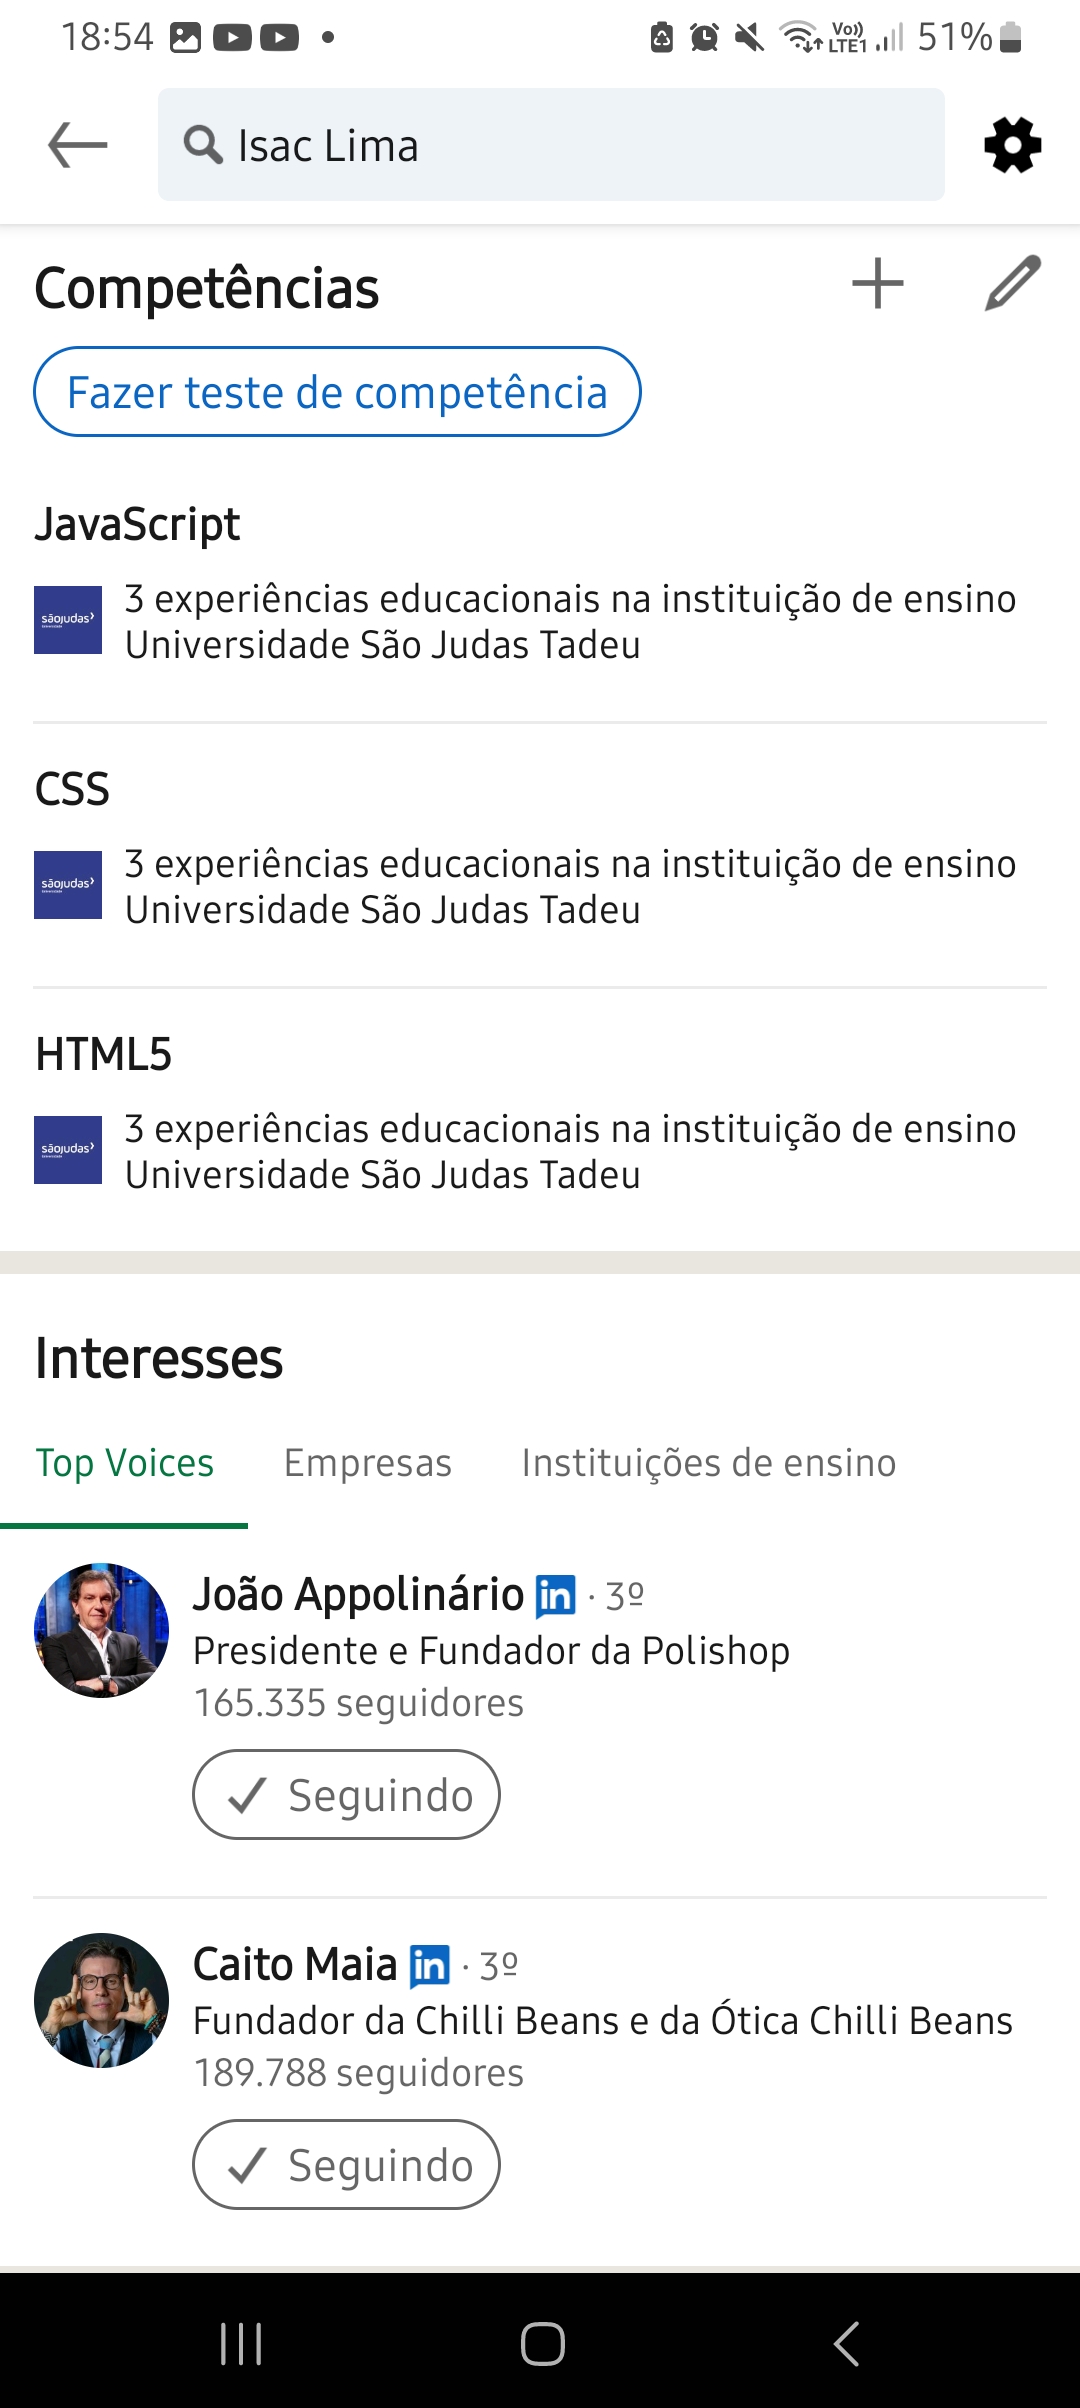 18:54
Vo)) LTE1 51%
Isac Lima
Competências
Fazer teste de competência
JavaScript
sãojudas
3 experiências educacionais na instituição de ensino
Universidade São Judas Tadeu
CSS
sãojudas
3 experiências educacionais na instituição de ensino
Universidade São Judas Tadeu
HTML5
sãojudas
3 experiências educacionais na instituição de ensino
Universidade São Judas Tadeu
Interesses
Top Voices Empresas Instituições de ensino
João Appolinário in · 3º
Presidente e Fundador da Polishop
165.335 seguidores
Seguindo
Caito Maia in · 3º
Fundador da Chilli Beans e da Ótica Chilli Beans
189.788 seguidores
Seguindo